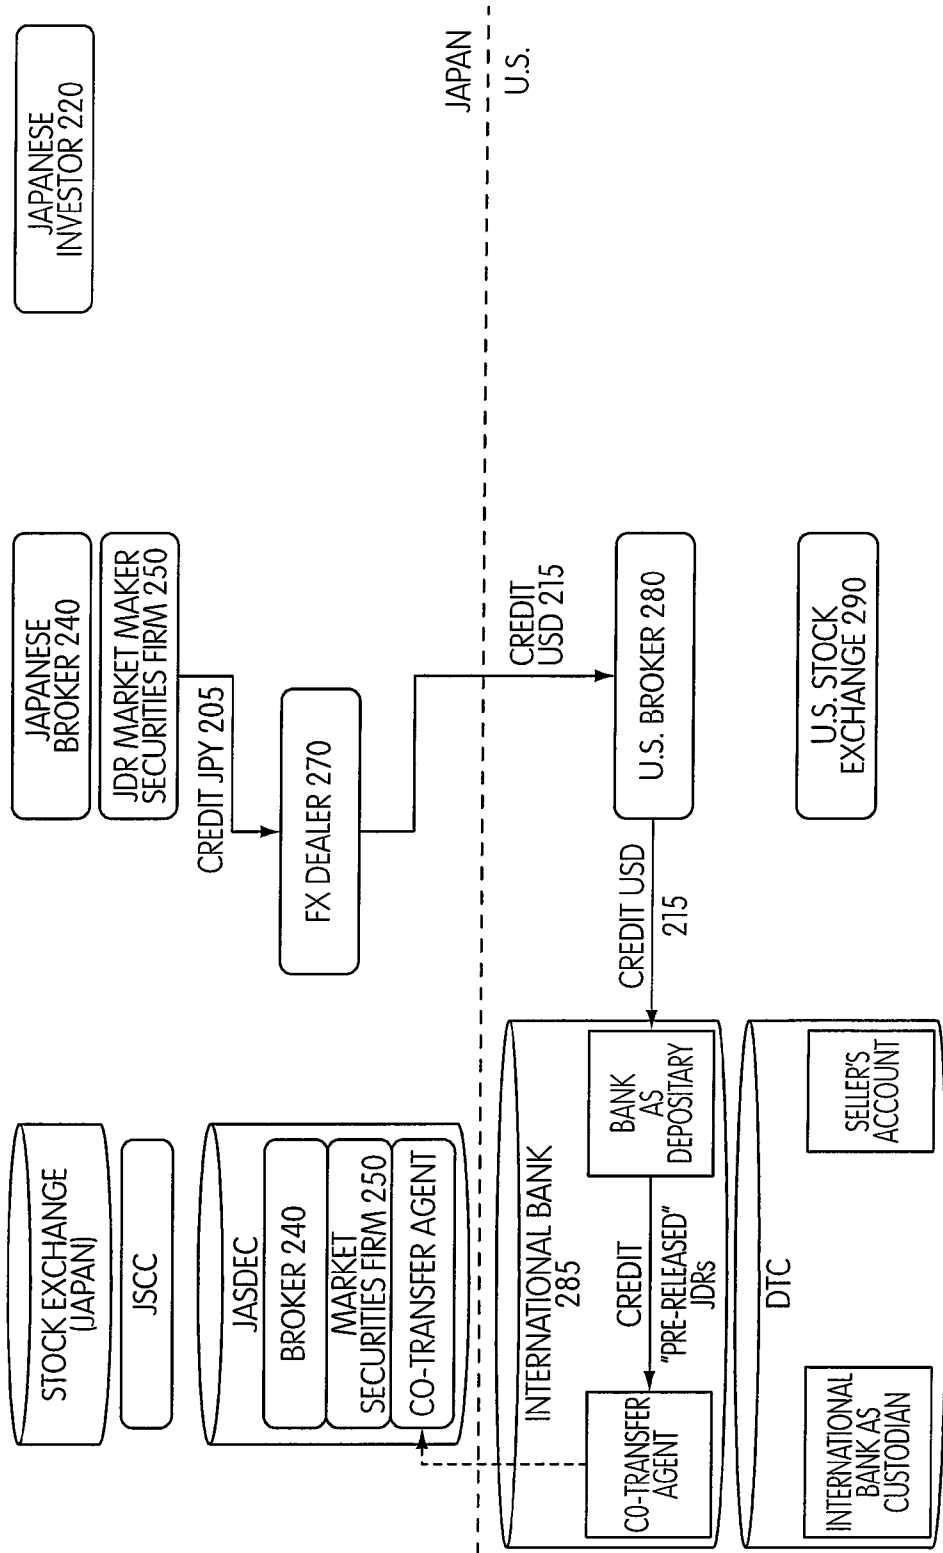 STOCK EXCHANGE
(JAPAN)
JSCC
JASDEC
BROKER 240
MARKET
SECURITIES FIRM 250
CO-TRANSFER AGENT
JAPANESE
BROKER 240
JDR MARKET MAKER
SECURITIES FIRM 250
CREDIT JPY 205
FX DEALER 270
JAPANESE
INVESTOR 220
JAPAN
U.S.
CREDIT
USD 215
INTERNATIONAL BANK
285
CO-TRANSFER
AGENT
CREDIT
"PRE-RELEASED"
JDRs
BANK
AS
DEPOSITARY
CREDIT USD
215
U.S. BROKER 280
DTC
INTERNATIONAL
BANK AS
CUSTODIAN
SELLER'S
ACCOUNT
U.S. STOCK
EXCHANGE 290